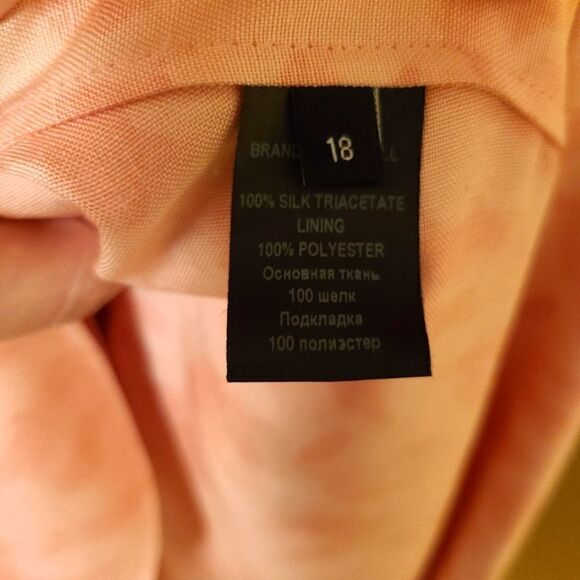 BRAND
18
100% SILK TRIACETATE
LINING
100% POLYESTER
Основная ткань
100 шелк
Подкладка
100 полиэстер